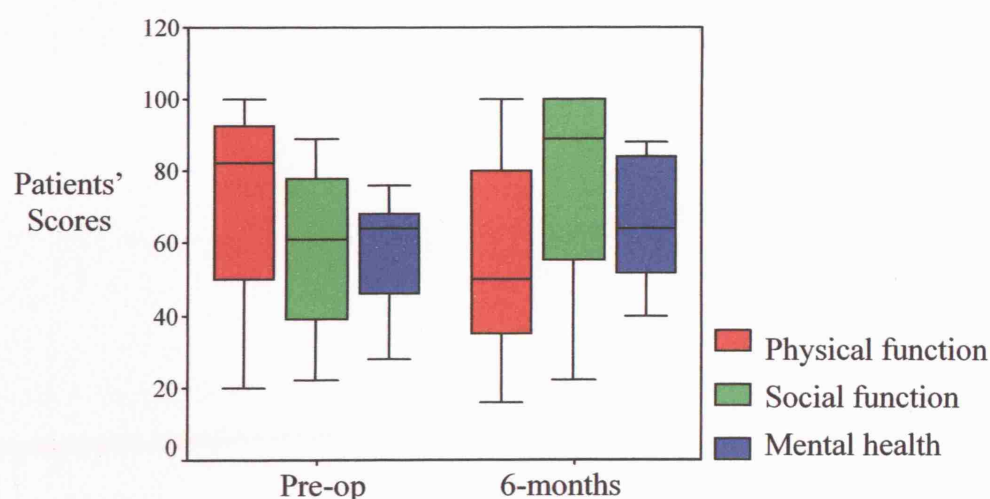 120
100
80
60
40
20
0
Patients'
Scores
Pre-op
6-months
Physical function
Social function
Mental health